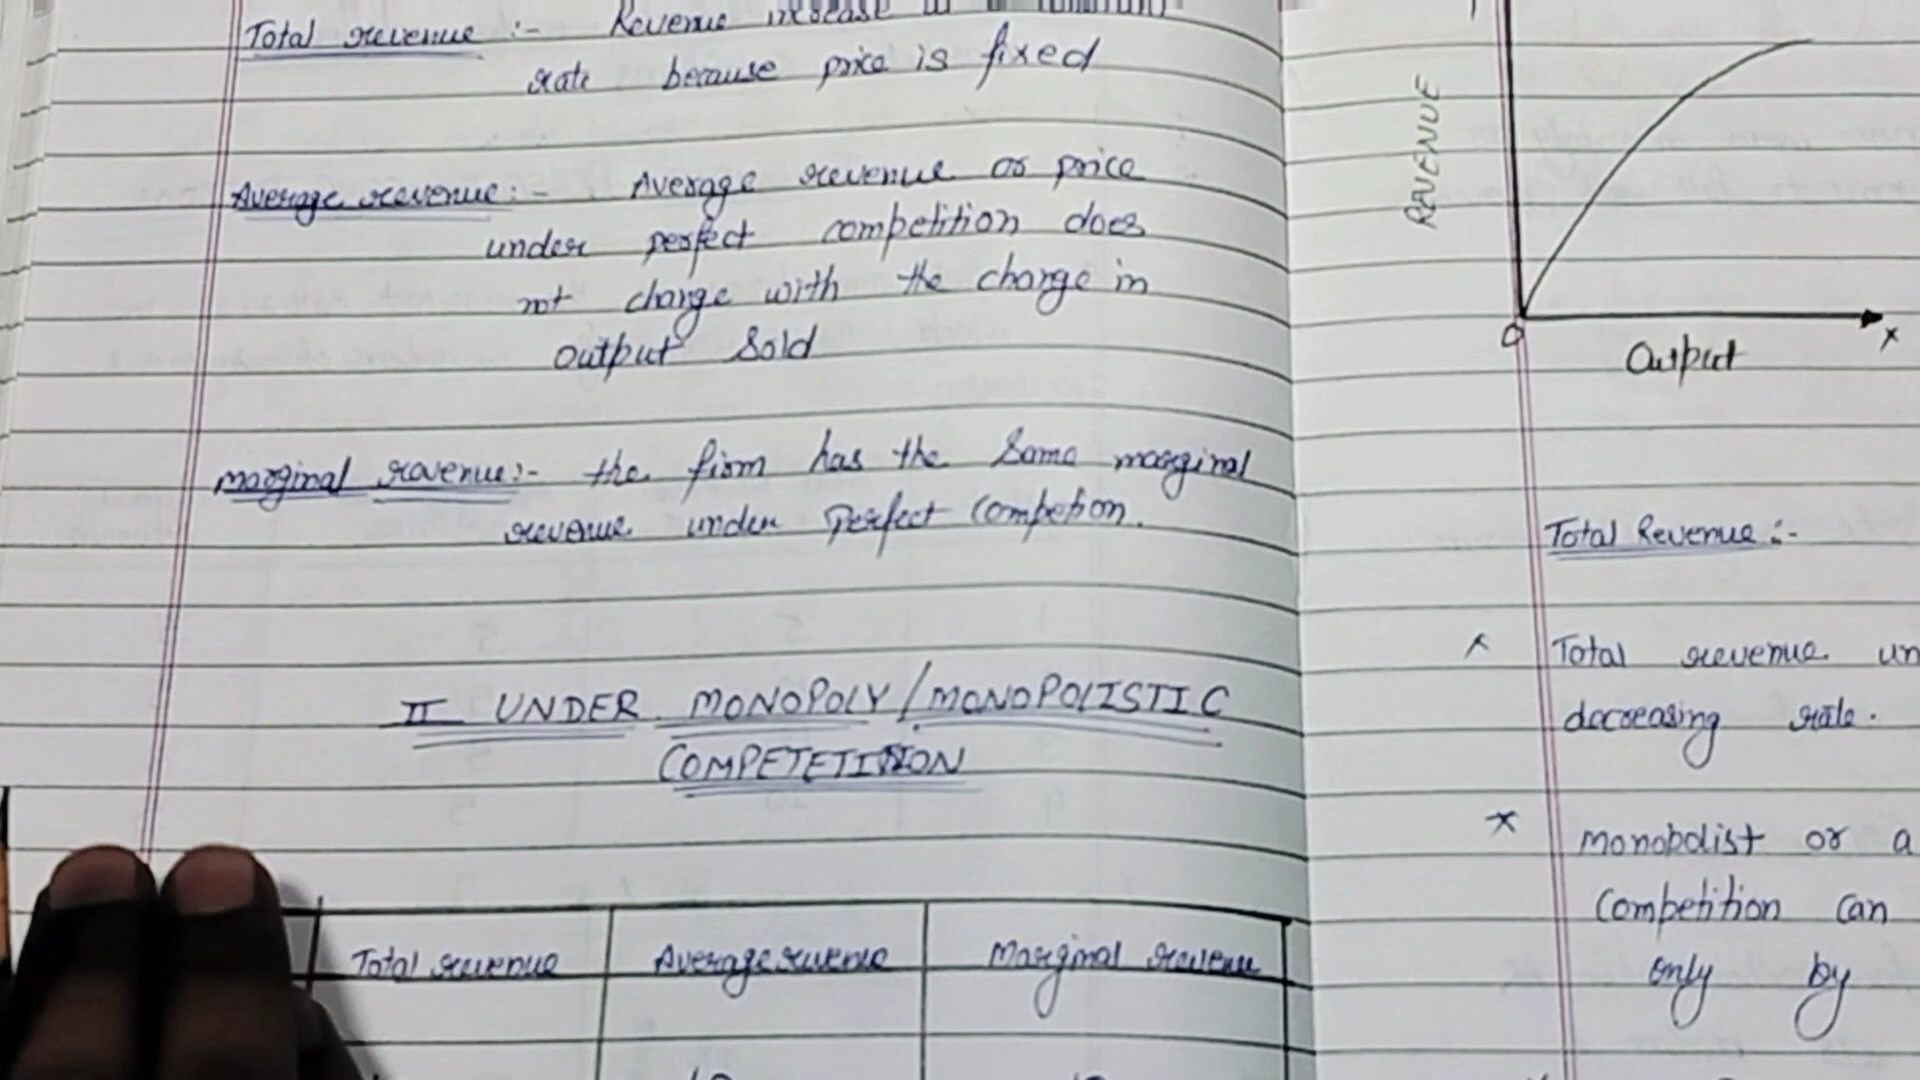 Total revenue :- Revenue increase
rate because price is fixed
Average revenue :- Average revenue or price
under perfect competition does
not charge with the charge in
output sold
marginal revenue :- the firm has the same marginal
revenue under perfect competion.
II UNDER MONOPOLY/MONOPOLISTIC
COMPETETITION
Total revenue Average revenue Marginal revenue
REVENUE
O
x
Output
Total Revenue :-
* Total revenue un
decreasing rate.
* monopolist or a
Competition can
only by